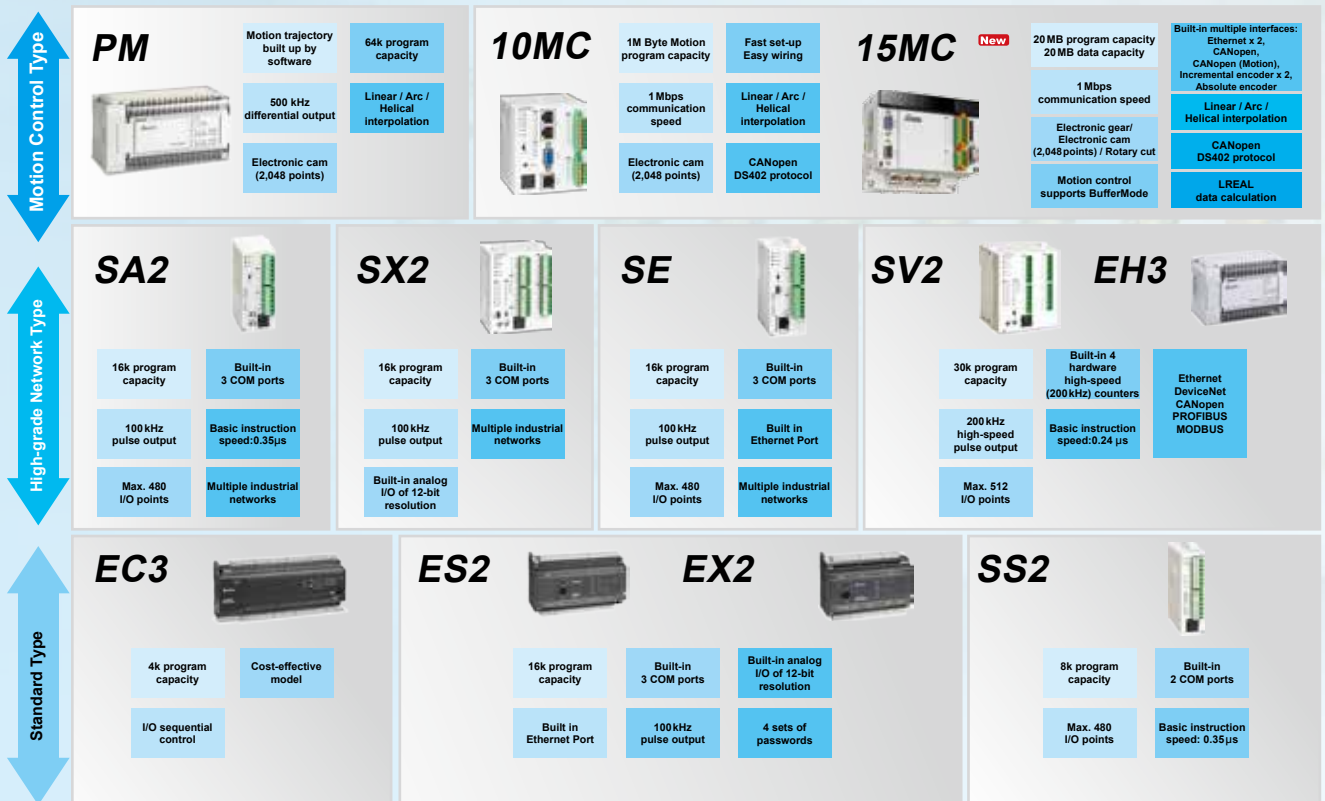 Motion Control Type
PM
Motion trajectory
built up by
software
64k program
capacity
500 kHz
differential output
Linear / Arc /
Helical
interpolation
Electronic cam
(2,048 points)
10MC
1M Byte Motion
program capacity
Fast set-up
Easy wiring
1 Mbps
communication
speed
Linear / Arc /
Helical
interpolation
Electronic cam
(2,048 points)
CANopen
DS402 protocol
15MC
New
20 MB program capacity
20 MB data capacity
Built-in multiple interfaces:
Ethernet x 2,
CANopen,
CANopen (Motion),
Incremental encoder x 2,
Absolute encoder
1 Mbps
communication speed
Linear / Arc /
Helical interpolation
Electronic gear/
Electronic cam
(2,048 points) / Rotary cut
CANopen
DS402 protocol
Motion control
supports BufferMode
LREAL
data calculation
High-grade Network Type
SA2
16k program
capacity
Built-in
3 COM ports
100 kHz
pulse output
Basic instruction
speed:0.35μs
Max. 480
I/O points
Multiple industrial
networks
SX2
16k program
capacity
Built-in
3 COM ports
100 kHz
pulse output
Multiple industrial
networks
Built-in analog
I/O of 12-bit
resolution
SE
16k program
capacity
Built-in
3 COM ports
100 kHz
pulse output
Built in
Ethernet Port
Max. 480
I/O points
Multiple industrial
networks
SV2
EH3
30k program
capacity
Built-in 4
hardware
high-speed
(200 kHz) counters
Ethernet
DeviceNet
CANopen
PROFIBUS
MODBUS
200 kHz
high-speed
pulse output
Basic instruction
speed:0.24 μs
Max. 512
I/O points
Standard Type
EC3
4k program
capacity
Cost-effective
model
I/O sequential
control
ES2
EX2
16k program
capacity
Built-in
3 COM ports
Built-in analog
I/O of 12-bit
resolution
Built in
Ethernet Port
100 kHz
pulse output
4 sets of
passwords
SS2
8k program
capacity
Built-in
2 COM ports
Max. 480
I/O points
Basic instruction
speed: 0.35μs